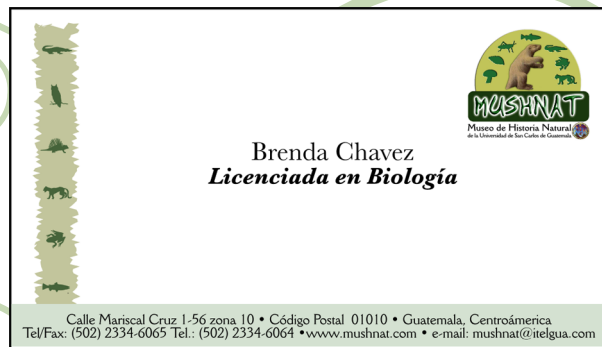 MUSHNAT
Museo de Historia Natural
de la Universidad de San Carlos de Guatemala
Brenda Chavez
Licenciada en Biología
Calle Mariscal Cruz 1-56 zona 10 • Código Postal 01010 • Guatemala, Centroámerica
Tel/Fax: (502) 2334-6065 Tel.: (502) 2334-6064 •www.mushnat.com • e-mail: mushnat@itelgua.com